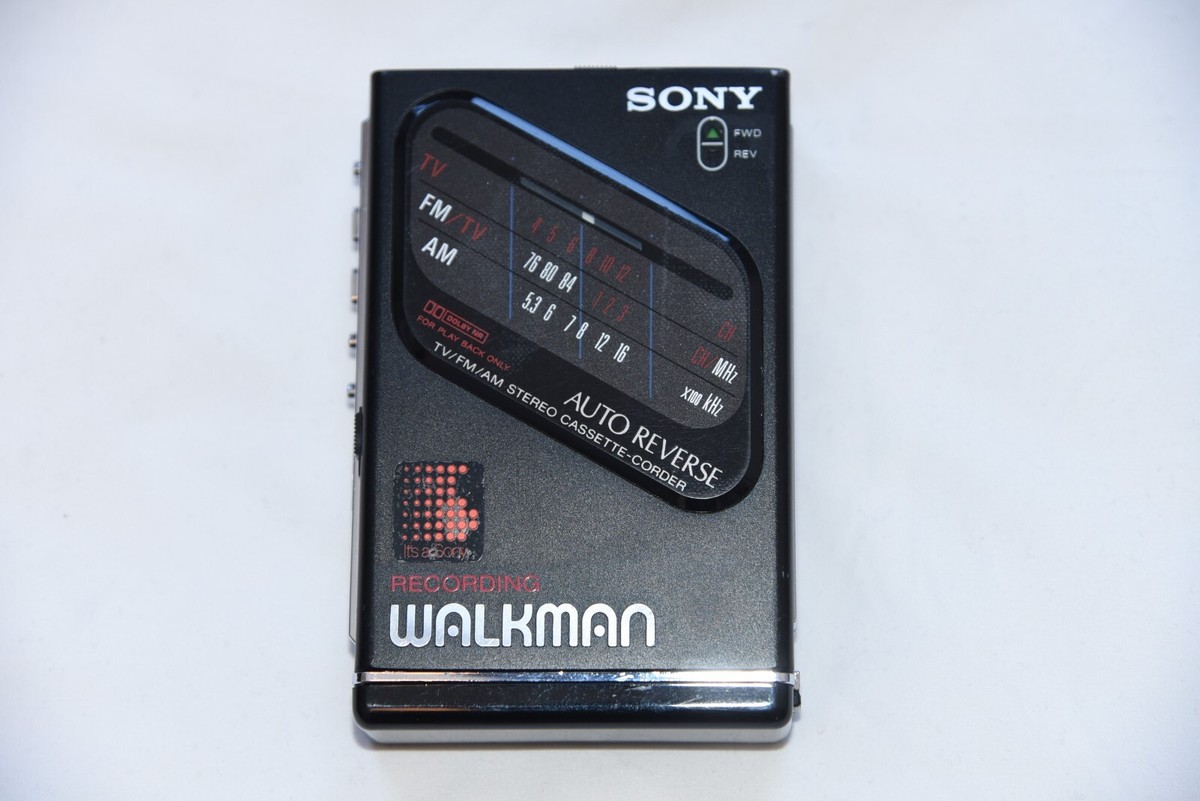 SONY
FWD
REV
TV
4 5 6 8 10 12
CH
FM/TV
76 80 84 1 2 3
CH/MHz
AM
5.3 6 7 8 12 16
x100 kHz
DOLBY NR
FOR PLAY BACK ONLY
AUTO REVERSE
TV/FM/AM STEREO CASSETTE-CORDER
It's a Sony
RECORDING
WALKMAN